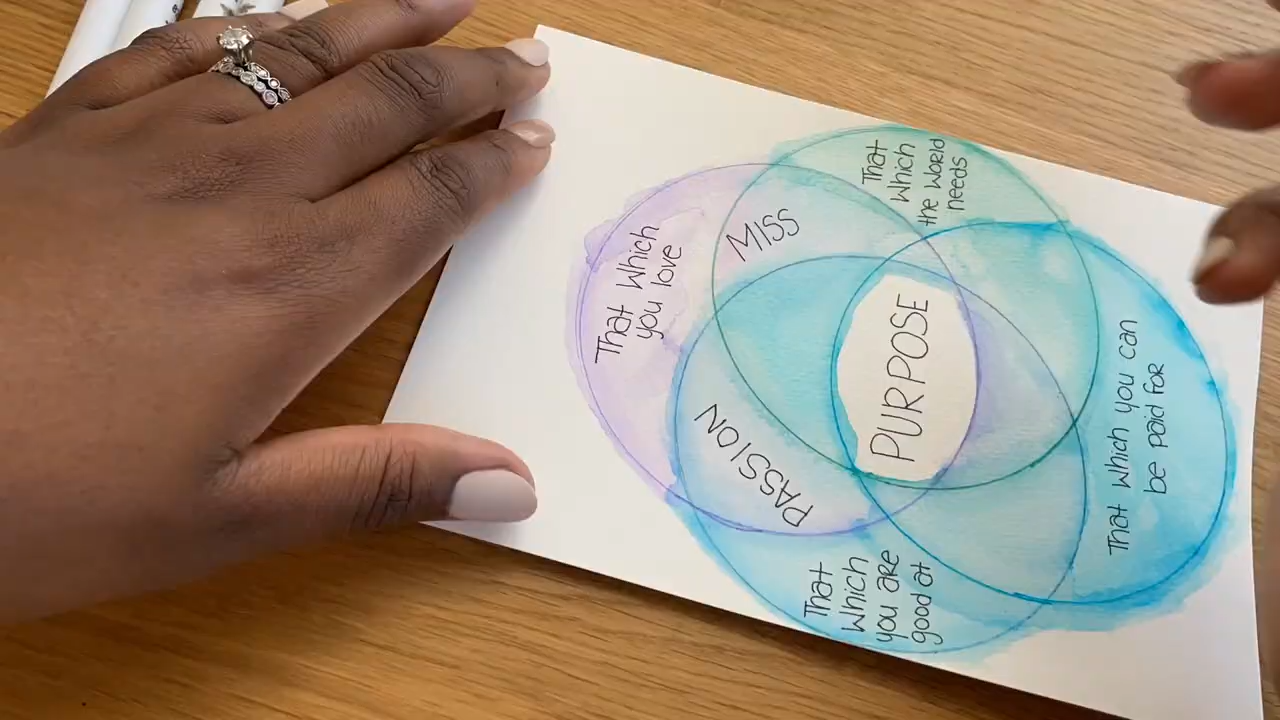 That Which
you love
MISS
That
Which
the World
needs
PASSION
PURPOSE
That Which you can
be paid for
That
Which
you are
good at